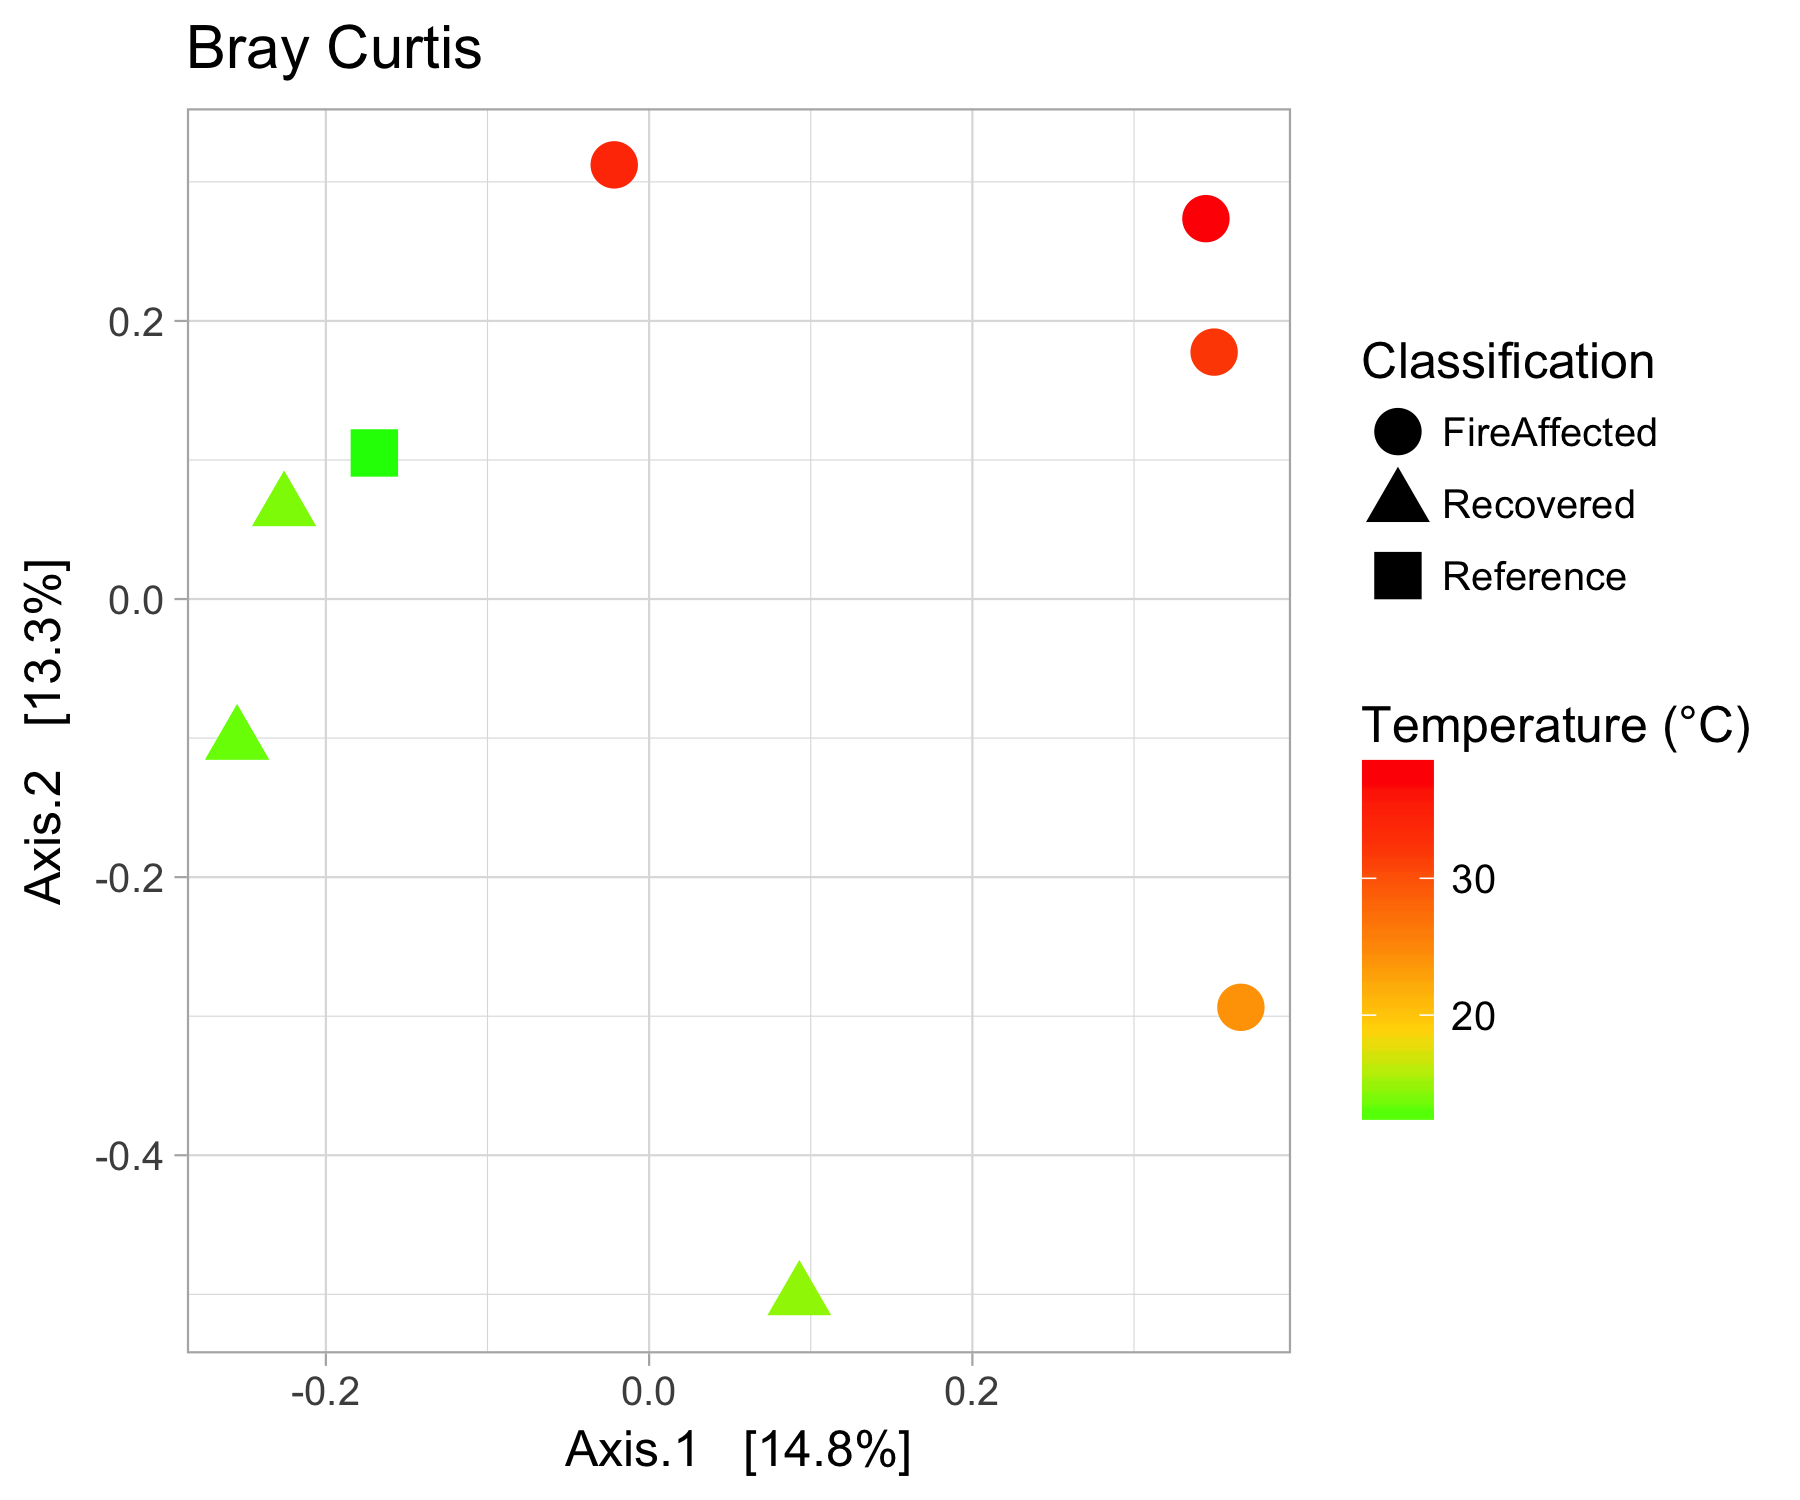 Bray Curtis
0.2
0.0
-0.2
-0.4
Axis.2   [13.3%]
-0.2
0.0
0.2
Axis.1   [14.8%]
Classification
FireAffected
Recovered
Reference
Temperature (°C)
30
20